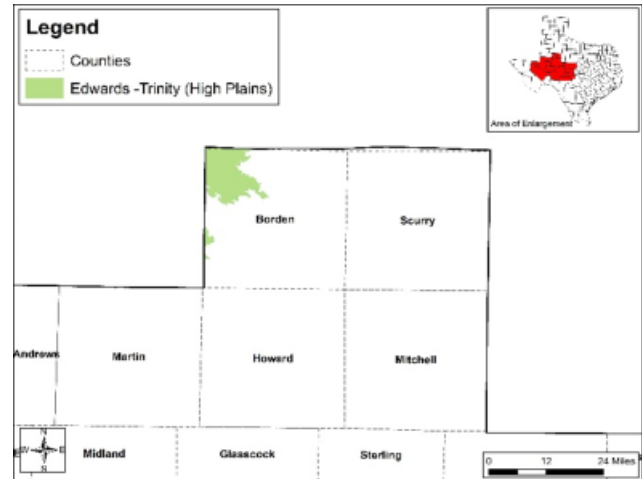 Legend
Counties
Edwards -Trinity (High Plains)
Area of Enlargement
Borden
Scurry
Andrews
Martin
Howard
Mitchell
N
W E
S
Midland
Glasscock
Sterling
0 12 24 Miles